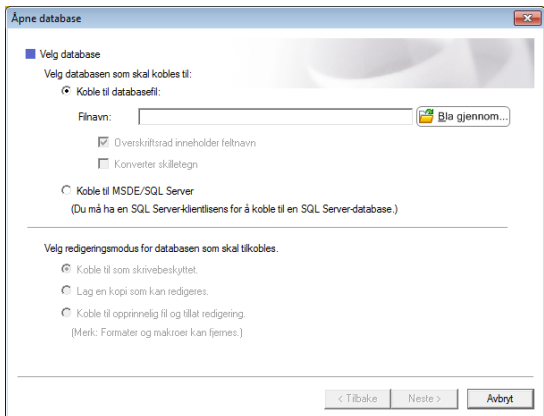 Åpne database
Velg database
Velg databasen som skal kobles til:
Koble til databasefil:
Filnavn:
Bla gjennom...
Overskriftsrad inneholder feltnavn
Konverter skilletegn
Koble til MSDE/SQL Server
(Du må ha en SQL Server-klientlisens for å koble til en SQL Server-database.)
Velg redigeringsmodus for databasen som skal tilkobles.
Koble til som skrivebeskyttet.
Lag en kopi som kan redigeres.
Koble til opprinnelig fil og tillat redigering.
(Merk: Formater og makroer kan fjernes.)
< Tilbake
Neste >
Avbryt